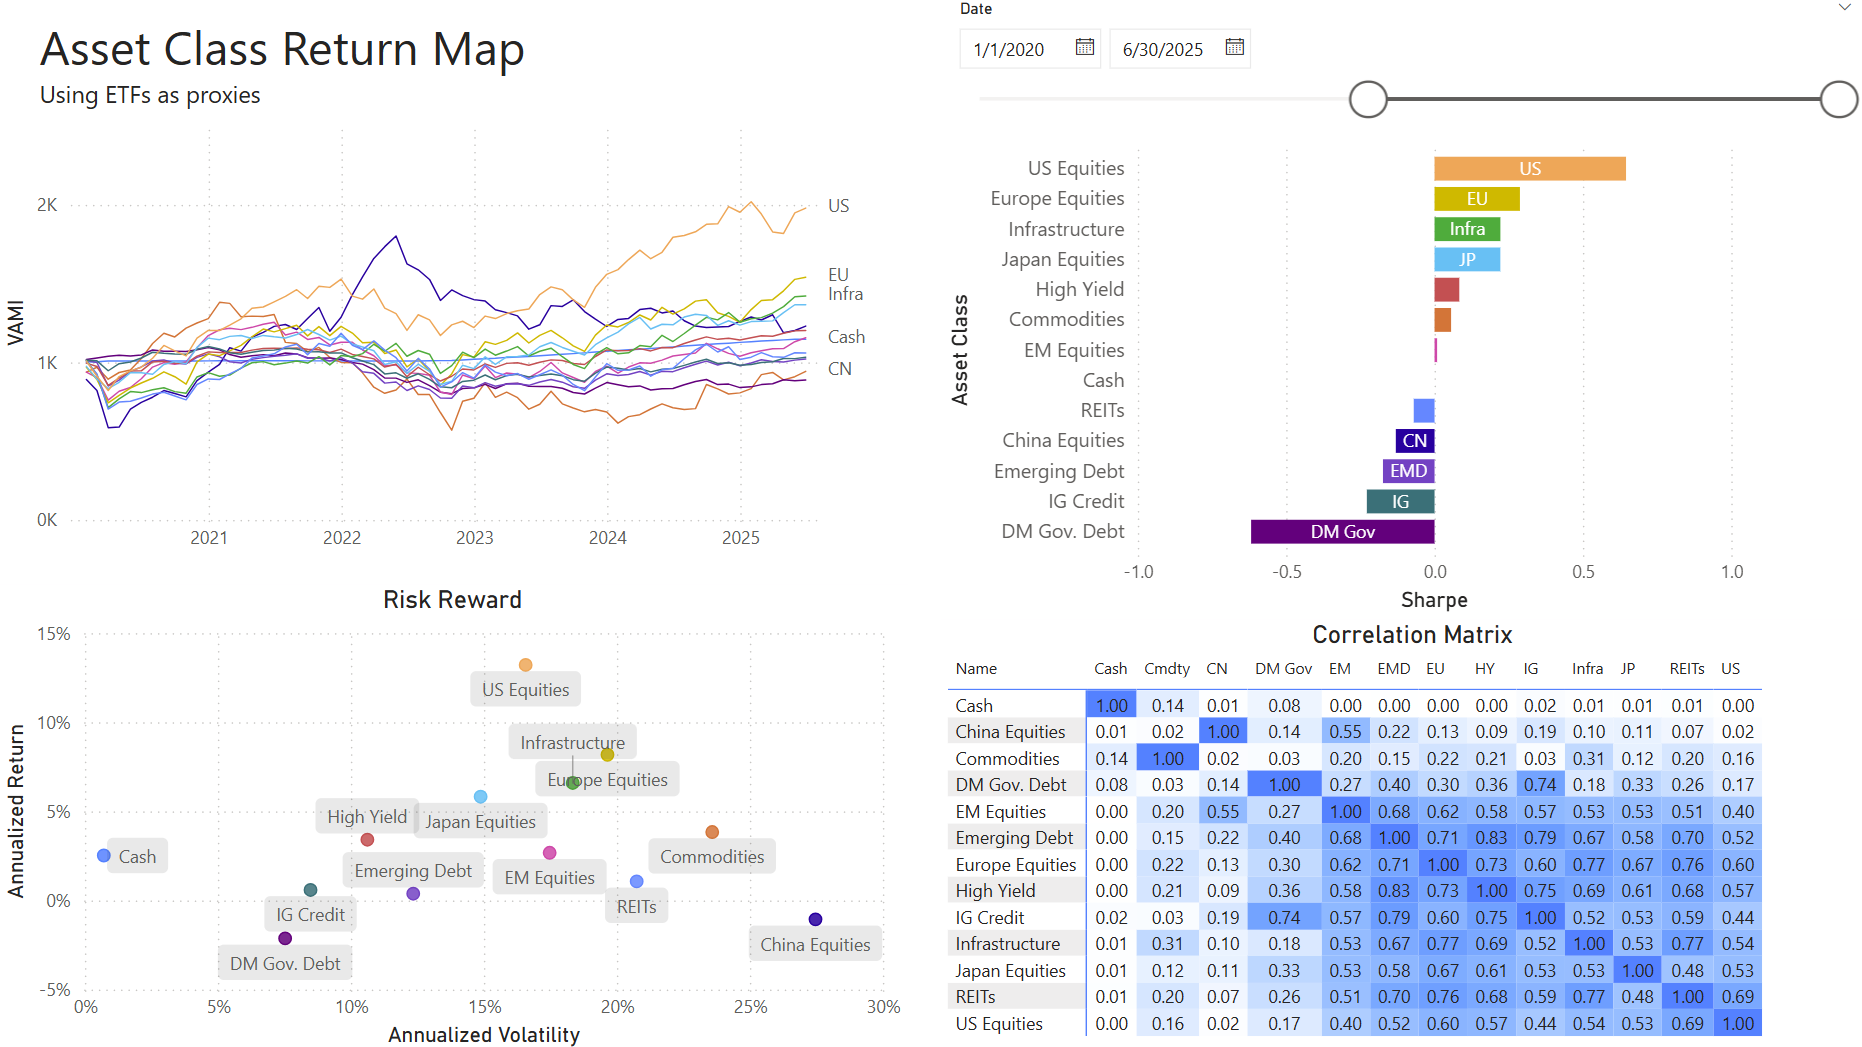 Asset Class Return Map
Using ETFs as proxies
Date
1/1/2020 6/30/2025
VAMI
2K
1K
0K
2021 2022 2023 2024 2025
US
EU
Infra
Cash
CN
Asset Class
US Equities US
Europe Equities EU
Infrastructure Infra
Japan Equities JP
High Yield
Commodities
EM Equities
Cash
REITs
China Equities CN
Emerging Debt EMD
IG Credit IG
DM Gov. Debt DM Gov
-1.0 -0.5 0.0 0.5 1.0
Sharpe
Risk Reward
Annualized Return
15%
10%
5%
0%
-5%
US Equities
Infrastructure
Europe Equities
High Yield
Japan Equities
Cash
Emerging Debt
EM Equities
Commodities
REITs
IG Credit
China Equities
DM Gov. Debt
0% 5% 10% 15% 20% 25% 30%
Annualized Volatility
Correlation Matrix
Name Cash Cmdty CN DM Gov EM EMD EU HY IG Infra JP REITs US
Cash 1.00 0.14 0.01 0.08 0.00 0.00 0.00 0.00 0.02 0.01 0.01 0.01 0.00
China Equities 0.01 0.02 1.00 0.14 0.55 0.22 0.13 0.09 0.19 0.10 0.11 0.07 0.02
Commodities 0.14 1.00 0.02 0.03 0.20 0.15 0.22 0.21 0.03 0.31 0.12 0.20 0.16
DM Gov. Debt 0.08 0.03 0.14 1.00 0.27 0.40 0.30 0.36 0.74 0.18 0.33 0.26 0.17
EM Equities 0.00 0.20 0.55 0.27 1.00 0.68 0.62 0.58 0.57 0.53 0.53 0.51 0.40
Emerging Debt 0.00 0.15 0.22 0.40 0.68 1.00 0.71 0.83 0.79 0.67 0.58 0.70 0.52
Europe Equities 0.00 0.22 0.13 0.30 0.62 0.71 1.00 0.73 0.60 0.77 0.67 0.76 0.60
High Yield 0.00 0.21 0.09 0.36 0.58 0.83 0.73 1.00 0.75 0.69 0.61 0.68 0.57
IG Credit 0.02 0.03 0.19 0.74 0.57 0.79 0.60 0.75 1.00 0.52 0.53 0.59 0.44
Infrastructure 0.01 0.31 0.10 0.18 0.53 0.67 0.77 0.69 0.52 1.00 0.53 0.77 0.54
Japan Equities 0.01 0.12 0.11 0.33 0.53 0.58 0.67 0.61 0.53 0.53 1.00 0.48 0.53
REITs 0.01 0.20 0.07 0.26 0.51 0.70 0.76 0.68 0.59 0.77 0.48 1.00 0.69
US Equities 0.00 0.16 0.02 0.17 0.40 0.52 0.60 0.57 0.44 0.54 0.53 0.69 1.00